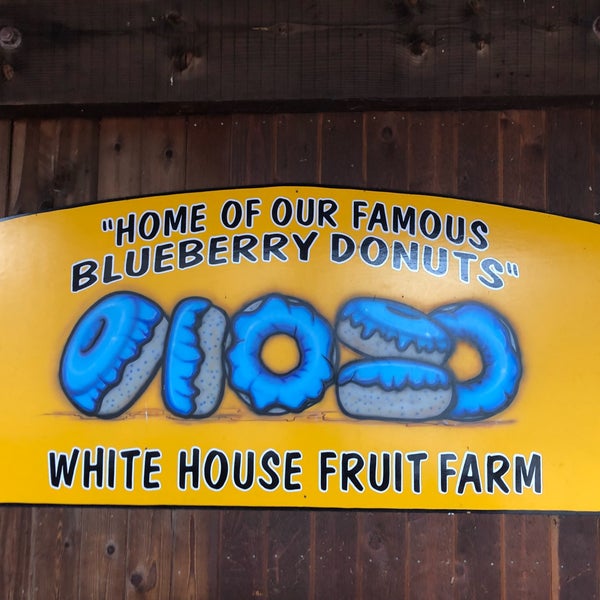 "HOME OF OUR FAMOUS
BLUEBERRY DONUTS"
WHITE HOUSE FRUIT FARM